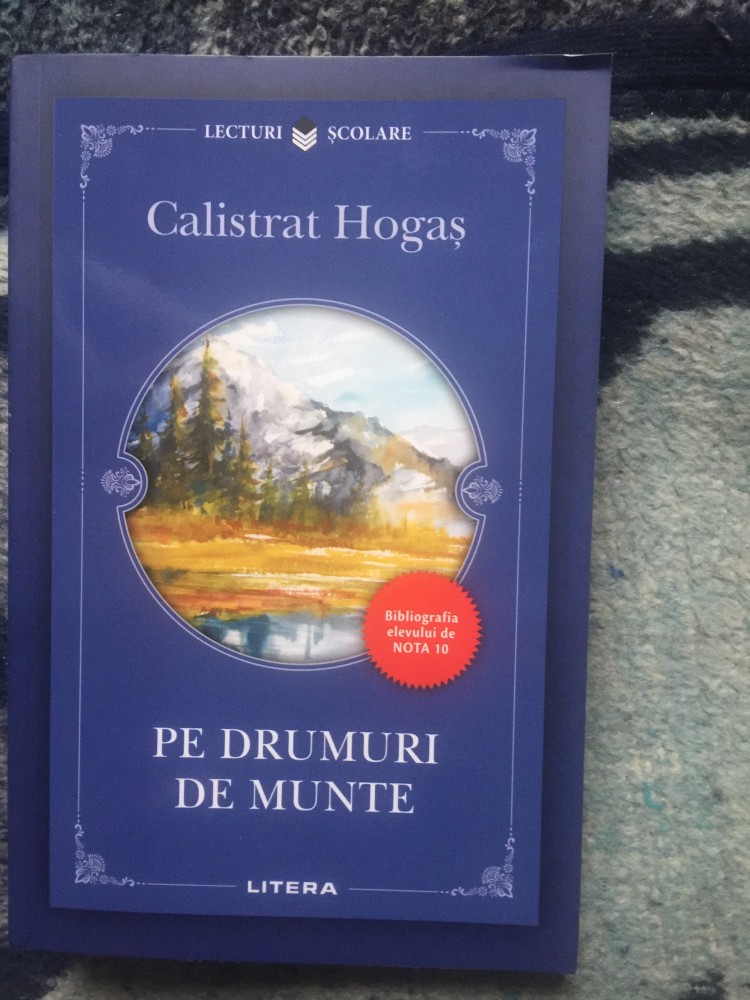 LECTURI ȘCOLARE
Calistrat Hogaș
Bibliografia
elevului de
NOTA 10
PE DRUMURI
DE MUNTE
LITERA